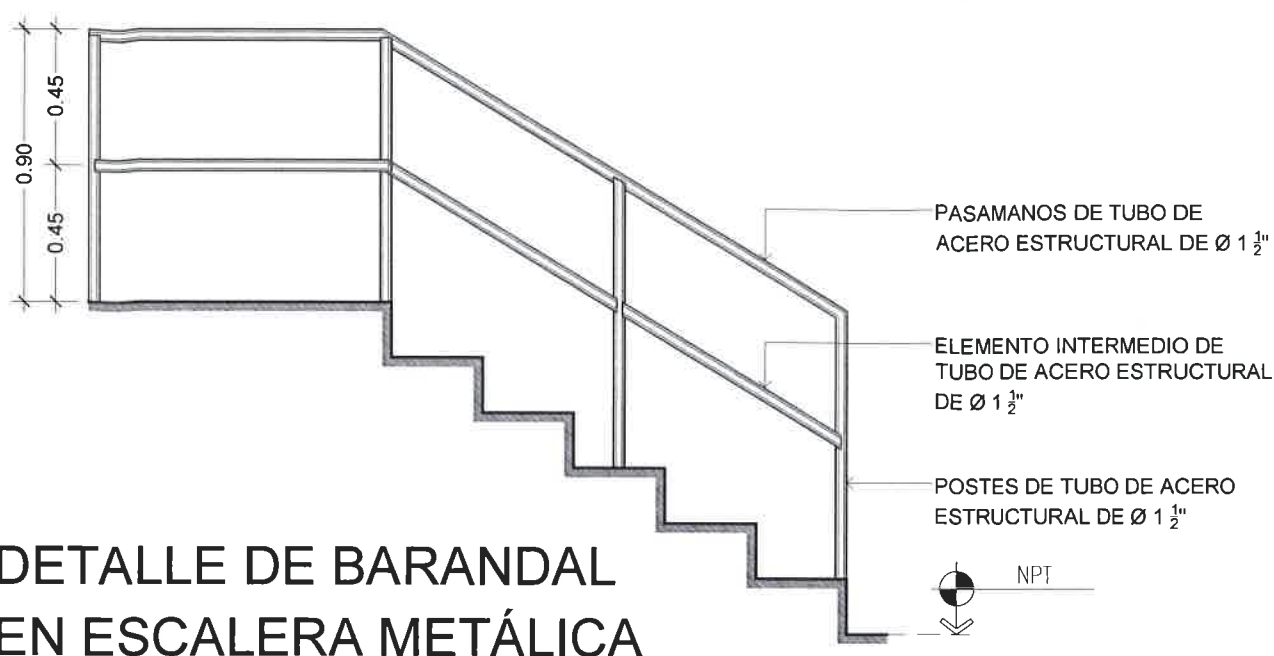 0.90
0.45
0.45
PASAMANOS DE TUBO DE
ACERO ESTRUCTURAL DE Ø 1 1/2"
ELEMENTO INTERMEDIO DE
TUBO DE ACERO ESTRUCTURAL
DE Ø 1 1/2"
POSTES DE TUBO DE ACERO
ESTRUCTURAL DE Ø 1 1/2"
NPT
DETALLE DE BARANDAL
EN ESCALERA METÁLICA